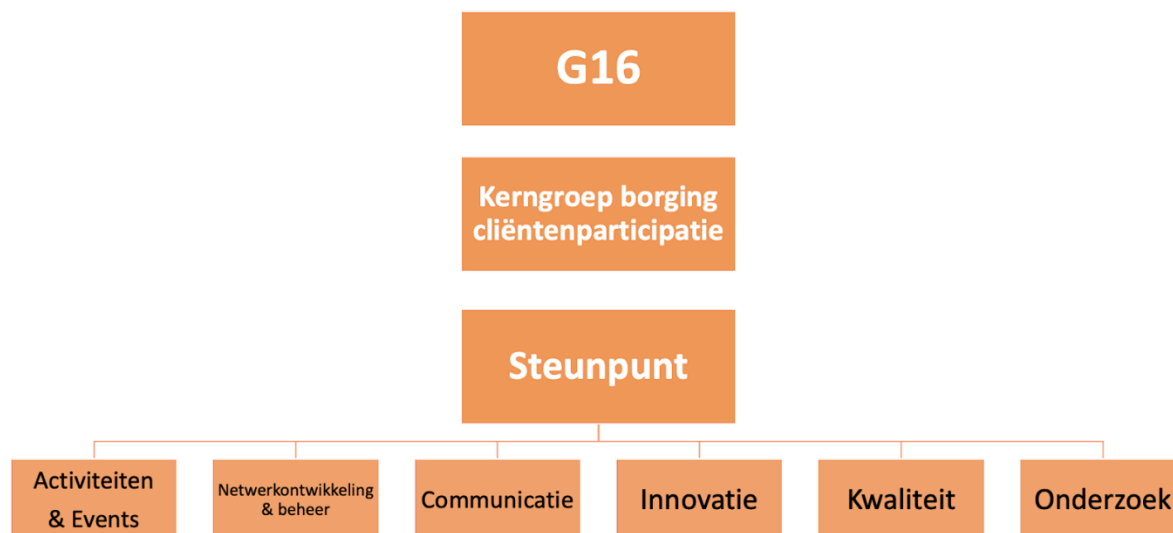 G16
Kerngroep borging
cliëntenparticipatie
Steunpunt
Activiteiten
& Events
Netwerkontwikkeling
& beheer
Communicatie
Innovatie
Kwaliteit
Onderzoek